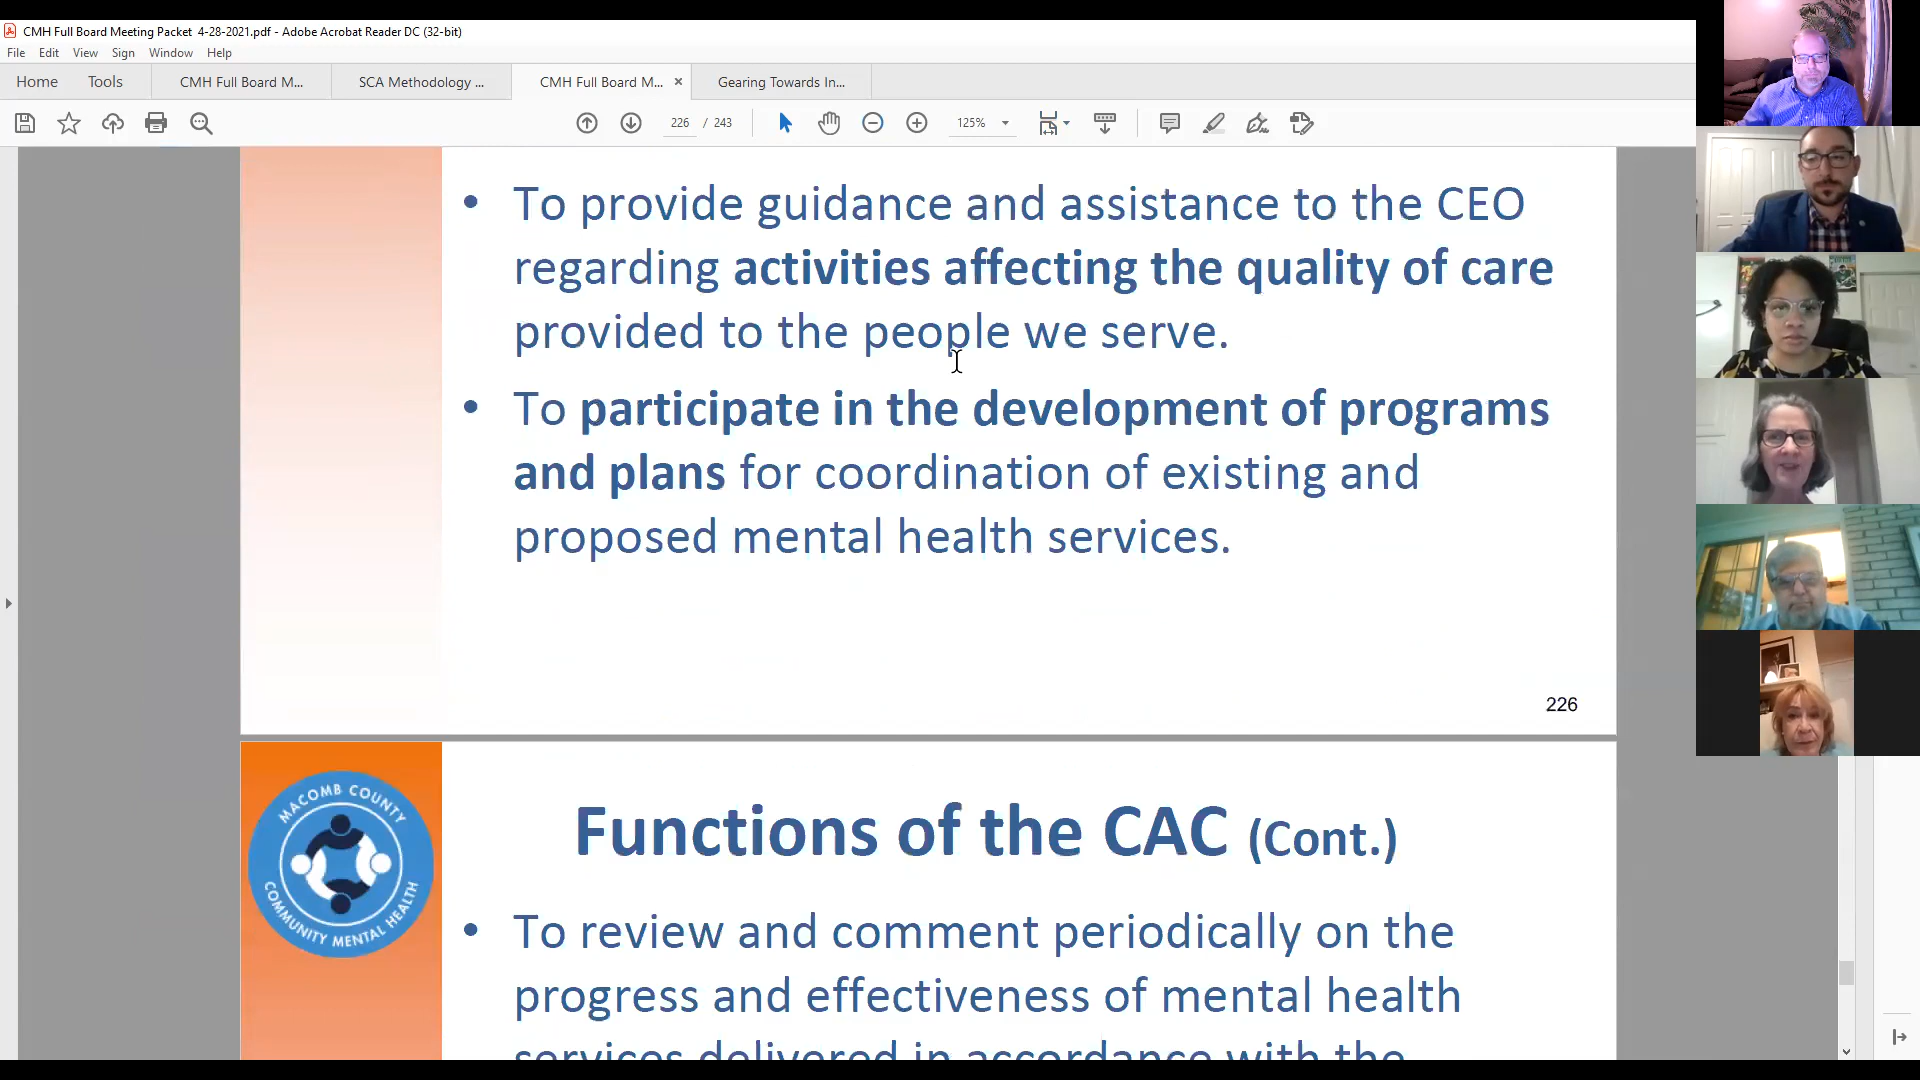 CMH Full Board Meeting Packet 4-28-2021.pdf - Adobe Acrobat Reader DC (32-bit)
File Edit View Sign Window Help
Home Tools CMH Full Board M... SCA Methodology ... CMH Full Board M... × Gearing Towards In...
226 / 243 125%
• To provide guidance and assistance to the CEO
regarding activities affecting the quality of care
provided to the people we serve.
• To participate in the development of programs
and plans for coordination of existing and
proposed mental health services.
226
MACOMB COUNTY
COMMUNITY MENTAL HEALTH
Functions of the CAC (Cont.)
• To review and comment periodically on the
progress and effectiveness of mental health
services delivered in accordance with the